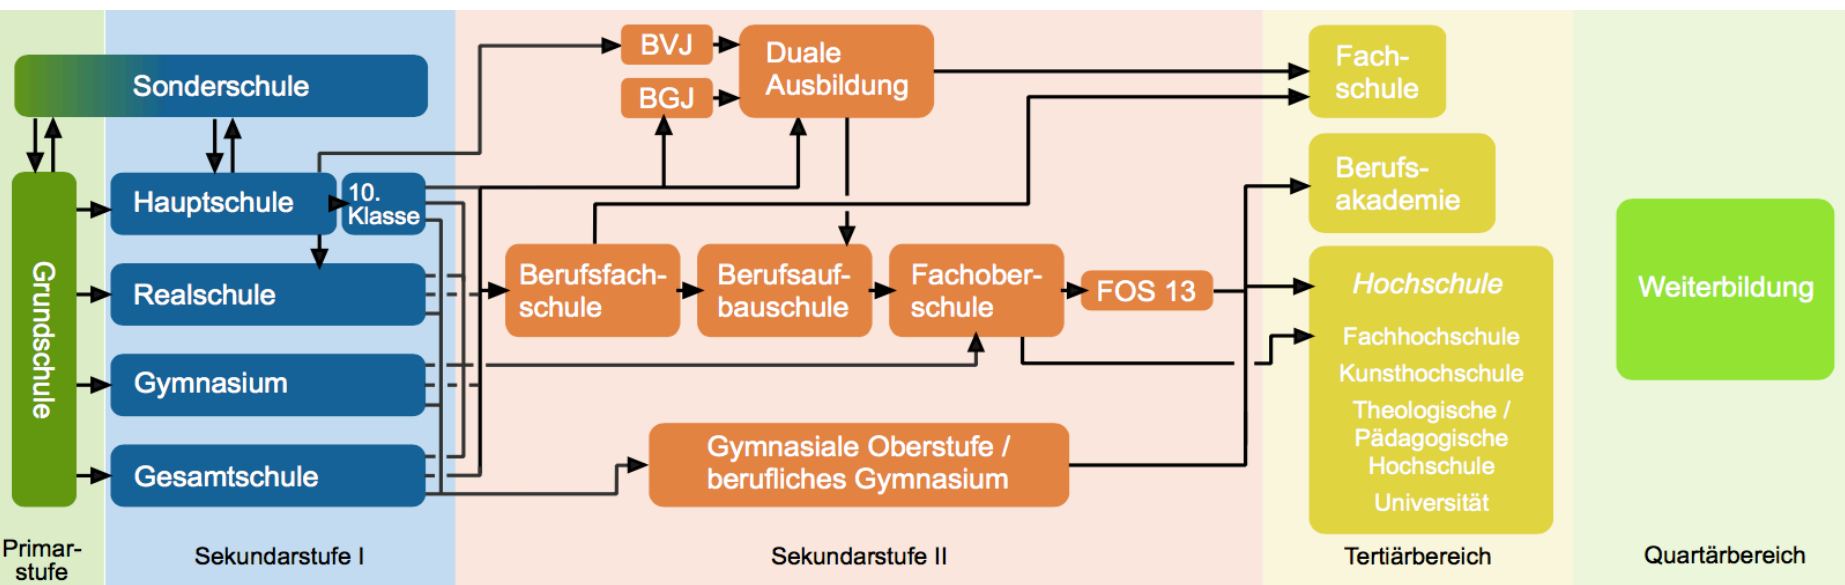 Sonderschule
Grundschule
Hauptschule
10.
Klasse
Realschule
Gymnasium
Gesamtschule
BVJ
BGJ
Duale
Ausbildung
Berufsfach-
schule
Berufsauf-
bauschule
Fachober-
schule
FOS 13
Gymnasiale Oberstufe /
berufliches Gymnasium
Fach-
schule
Berufs-
akademie
Hochschule
Fachhochschule
Kunsthochschule
Theologische /
Pädagogische
Hochschule
Universität
Weiterbildung
Primar-
stufe
Sekundarstufe I
Sekundarstufe II
Tertiärbereich
Quartärbereich